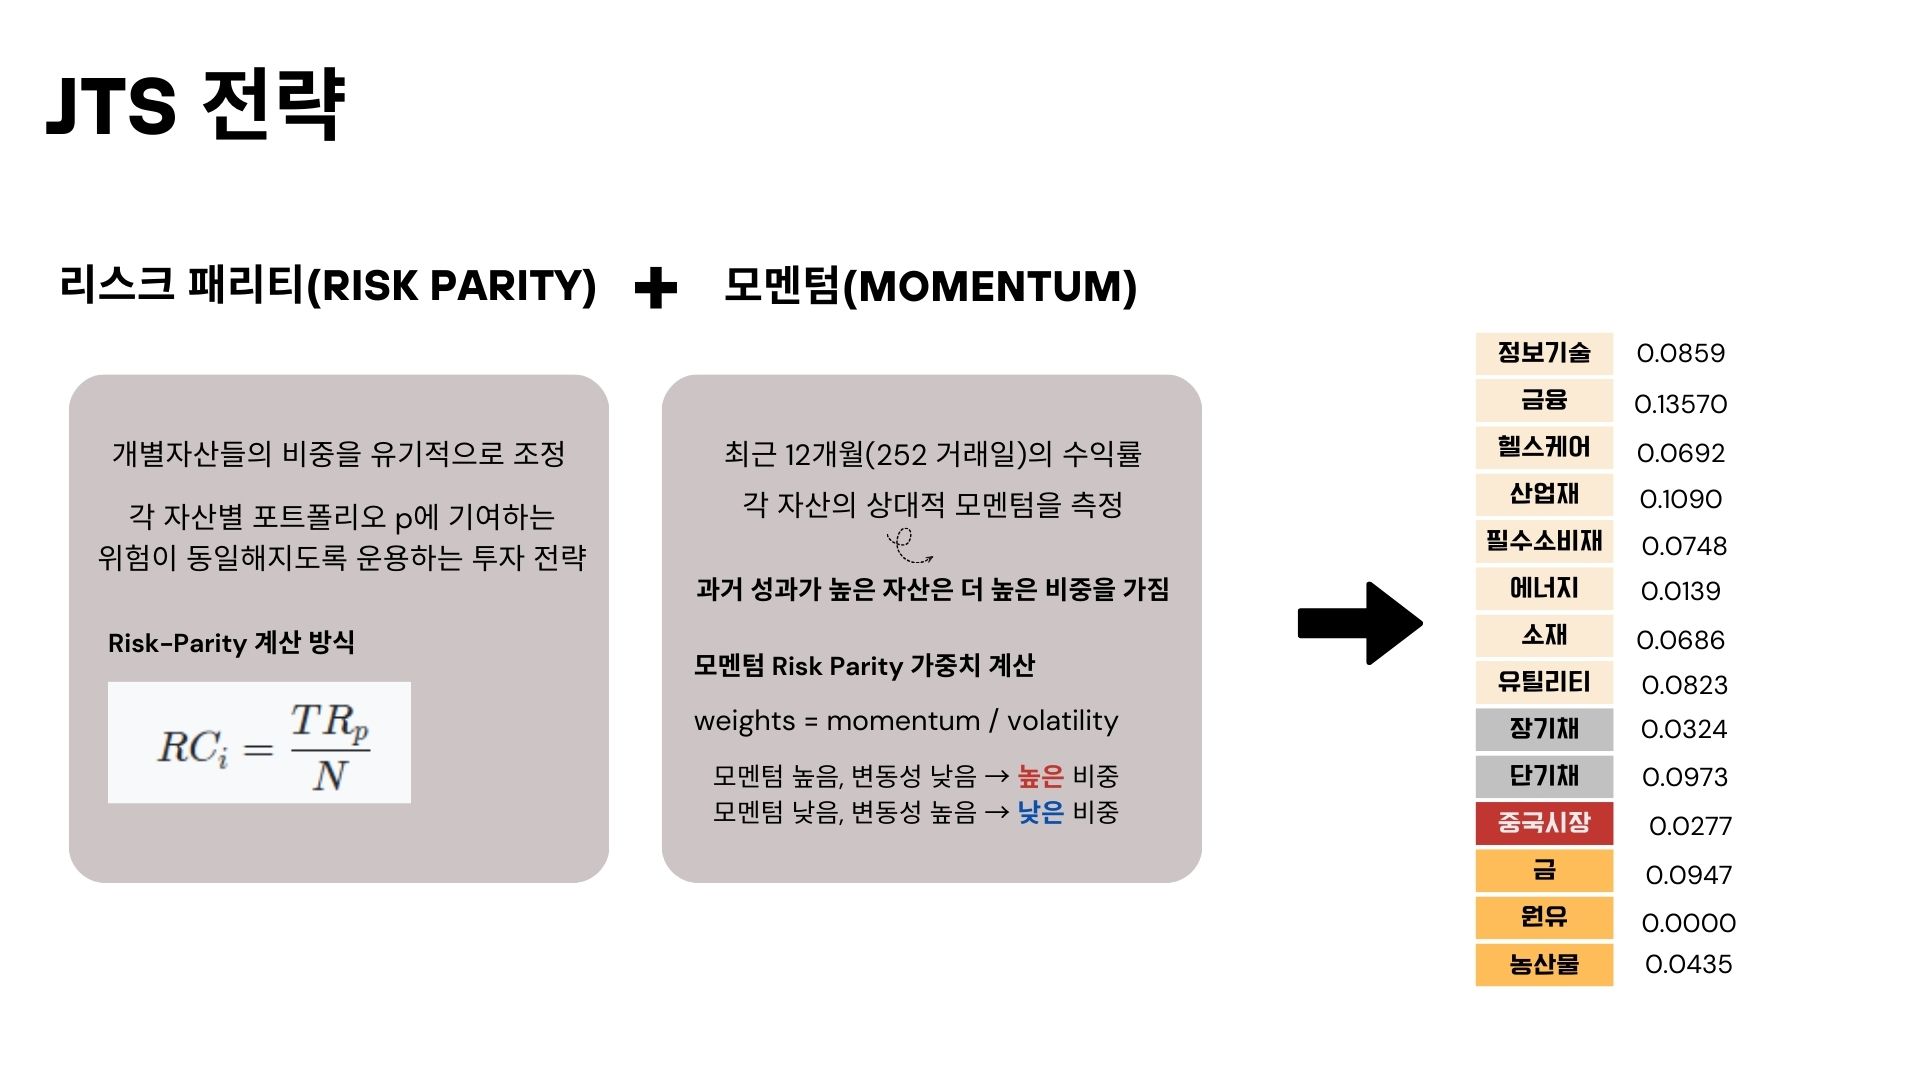 JTS 전략
리스크 패리티(RISK PARITY) + 모멘텀(MOMENTUM)
개별자산들의 비중을 유기적으로 조정
각 자산별 포트폴리오 p에 기여하는
위험이 동일해지도록 운용하는 투자 전략
Risk-Parity 계산 방식
RC_i = TR_p / N
최근 12개월(252 거래일)의 수익률
각 자산의 상대적 모멘텀을 측정
과거 성과가 높은 자산은 더 높은 비중을 가짐
모멘텀 Risk Parity 가중치 계산
weights = momentum / volatility
모멘텀 높음, 변동성 낮음 → 높은 비중
모멘텀 낮음, 변동성 높음 → 낮은 비중
정보기술 0.0859
금융 0.13570
헬스케어 0.0692
산업재 0.1090
필수소비재 0.0748
에너지 0.0139
소재 0.0686
유틸리티 0.0823
장기채 0.0324
단기채 0.0973
중국시장 0.0277
금 0.0947
원유 0.0000
농산물 0.0435